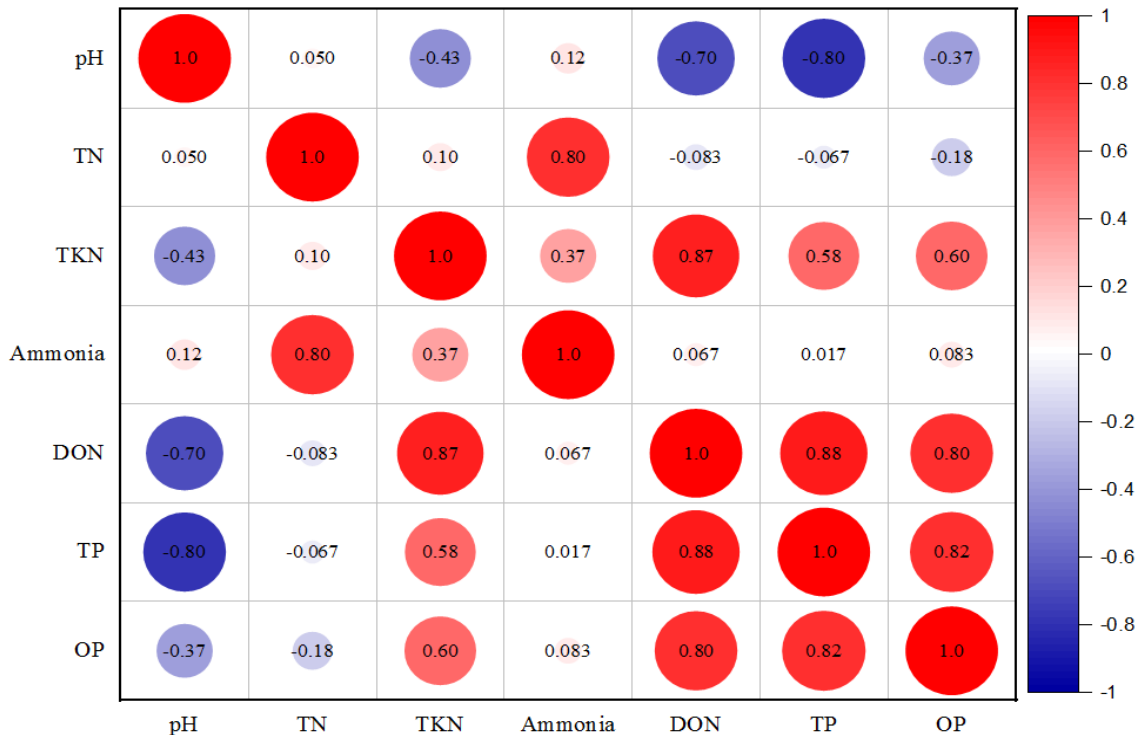 pH 1.0 0.050 -0.43 0.12 -0.70 -0.80 -0.37
TN 0.050 1.0 0.10 0.80 -0.083 -0.067 -0.18
TKN -0.43 0.10 1.0 0.37 0.87 0.58 0.60
Ammonia 0.12 0.80 0.37 1.0 0.067 0.017 0.083
DON -0.70 -0.083 0.87 0.067 1.0 0.88 0.80
TP -0.80 -0.067 0.58 0.017 0.88 1.0 0.82
OP -0.37 -0.18 0.60 0.083 0.80 0.82 1.0
pH TN TKN Ammonia DON TP OP
1
0.8
0.6
0.4
0.2
0
-0.2
-0.4
-0.6
-0.8
-1